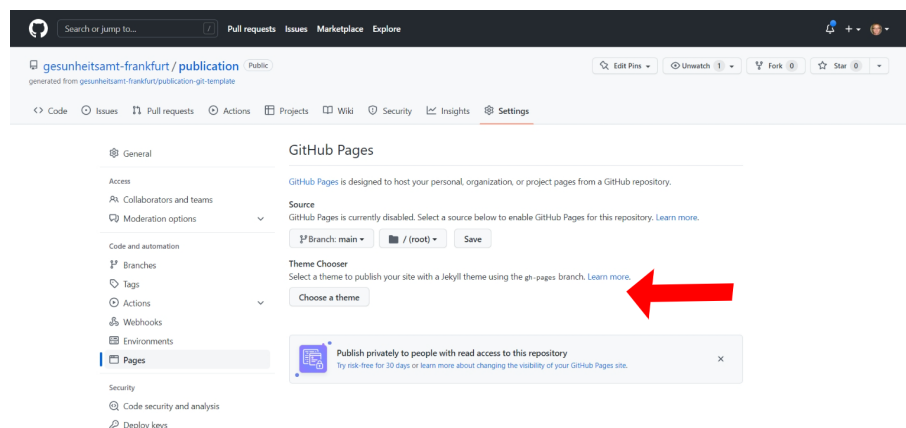 Search or jump to... /
Pull requests Issues Marketplace Explore
gesunheitsamt-frankfurt / publication Public
generated from gesunheitsamt-frankfurt/publication-git-template
Edit Pins Unwatch 1 Fork 0 Star 0
Code Issues Pull requests Actions Projects Wiki Security Insights Settings
General
Access
Collaborators and teams
Moderation options
Code and automation
Branches
Tags
Actions
Webhooks
Environments
Pages
Security
Code security and analysis
Deploy keys
GitHub Pages
GitHub Pages is designed to host your personal, organization, or project pages from a GitHub repository.
Source
GitHub Pages is currently disabled. Select a source below to enable GitHub Pages for this repository. Learn more.
Branch: main / (root) Save
Theme Chooser
Select a theme to publish your site with a Jekyll theme using the gh-pages branch. Learn more.
Choose a theme
Publish privately to people with read access to this repository
Try risk-free for 30 days or learn more about changing the visibility of your GitHub Pages site.